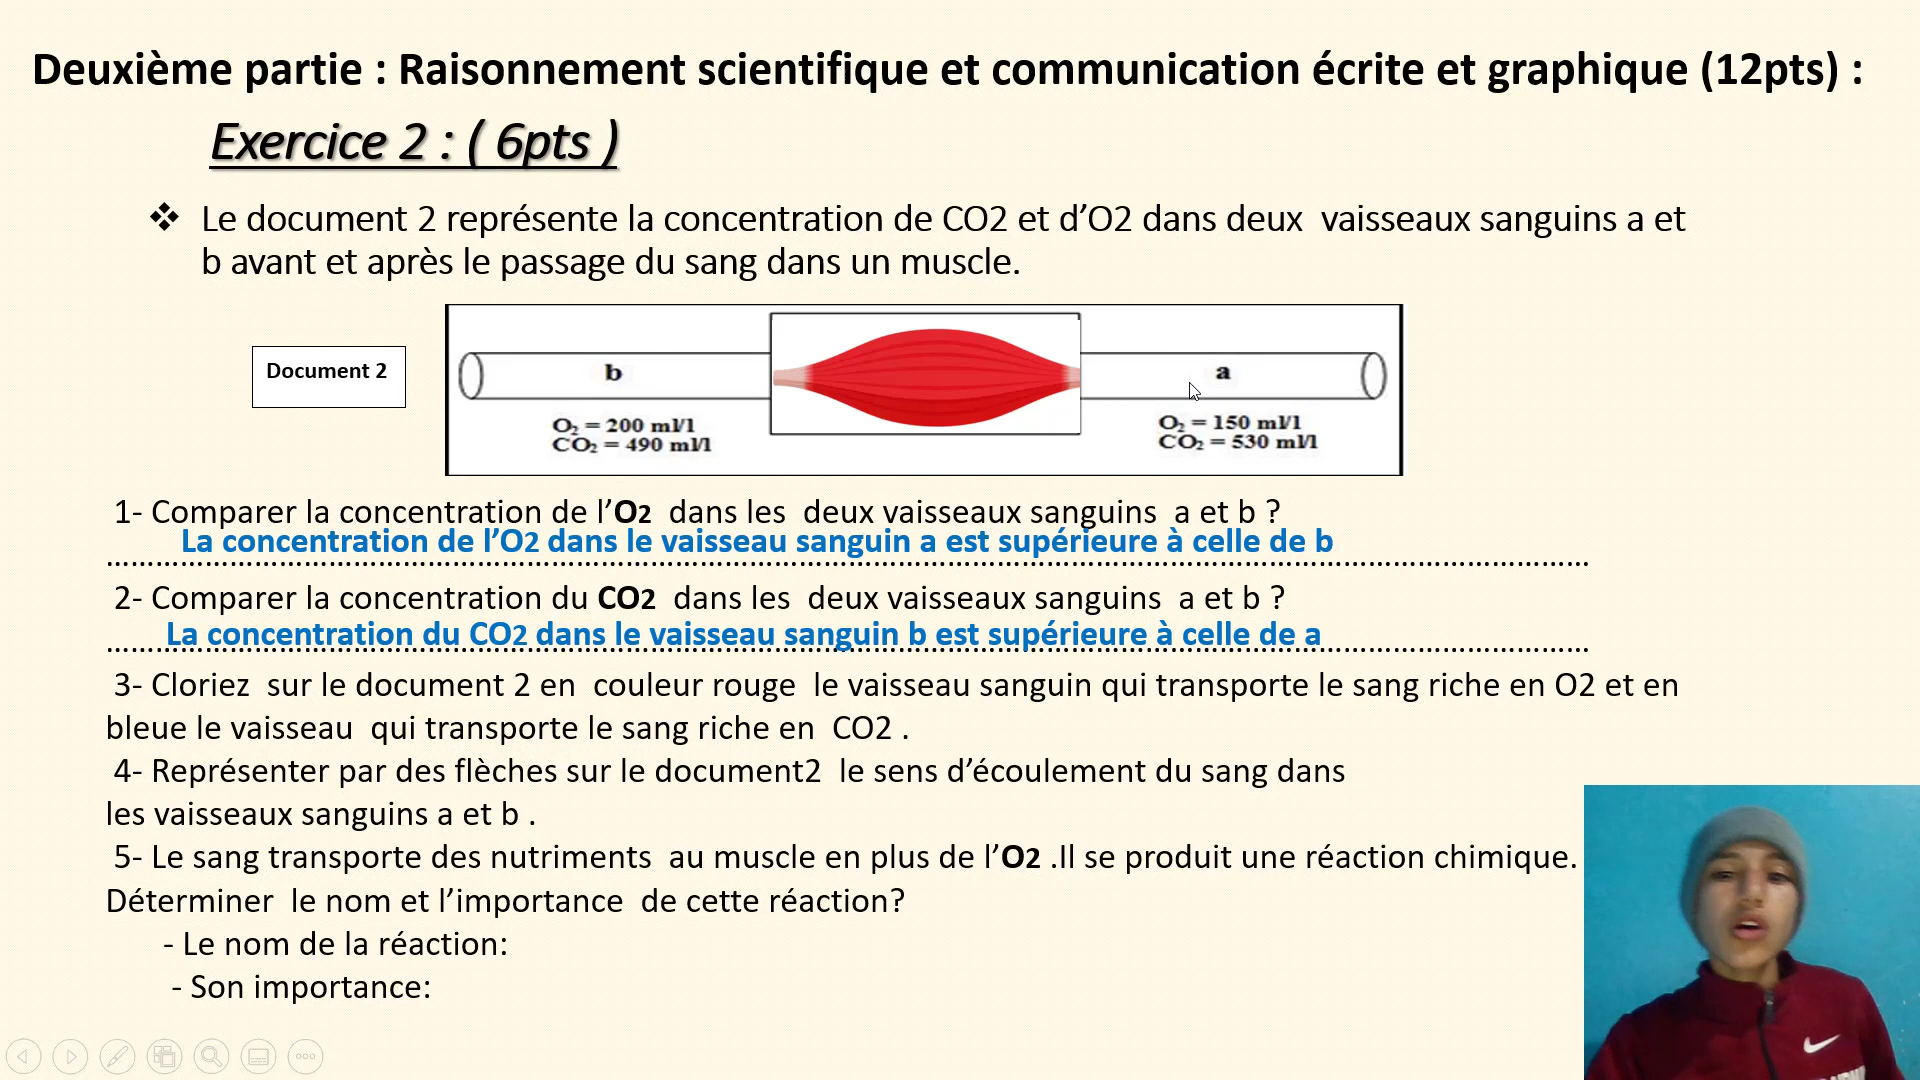 Deuxième partie : Raisonnement scientifique et communication écrite et graphique (12pts) :
Exercice 2 : ( 6pts )
❖ Le document 2 représente la concentration de CO2 et d’O2 dans deux vaisseaux sanguins a et
b avant et après le passage du sang dans un muscle.
Document 2
b
a
O₂ = 200 ml/l
CO₂ = 490 ml/l
O₂ = 150 ml/l
CO₂ = 530 ml/l
1- Comparer la concentration de l’O2 dans les deux vaisseaux sanguins a et b ?
La concentration de l’O2 dans le vaisseau sanguin a est supérieure à celle de b
2- Comparer la concentration du CO2 dans les deux vaisseaux sanguins a et b ?
La concentration du CO2 dans le vaisseau sanguin b est supérieure à celle de a
3- Cloriez sur le document 2 en couleur rouge le vaisseau sanguin qui transporte le sang riche en O2 et en
bleue le vaisseau qui transporte le sang riche en CO2 .
4- Représenter par des flèches sur le document2 le sens d’écoulement du sang dans
les vaisseaux sanguins a et b .
5- Le sang transporte des nutriments au muscle en plus de l’O2 .Il se produit une réaction chimique.
Déterminer le nom et l’importance de cette réaction?
- Le nom de la réaction:
- Son importance: